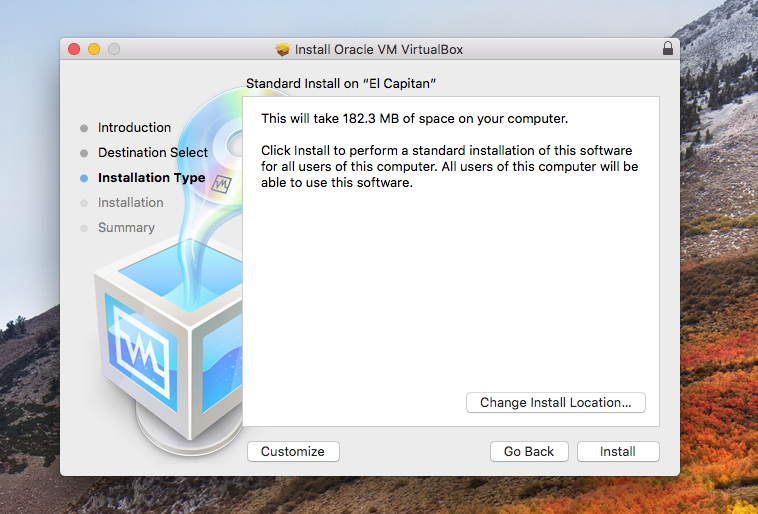 Install Oracle VM VirtualBox
Standard Install on “El Capitan”
Introduction
Destination Select
Installation Type
Installation
Summary
This will take 182.3 MB of space on your computer.
Click Install to perform a standard installation of this software
for all users of this computer. All users of this computer will be
able to use this software.
Change Install Location...
Customize
Go Back
Install